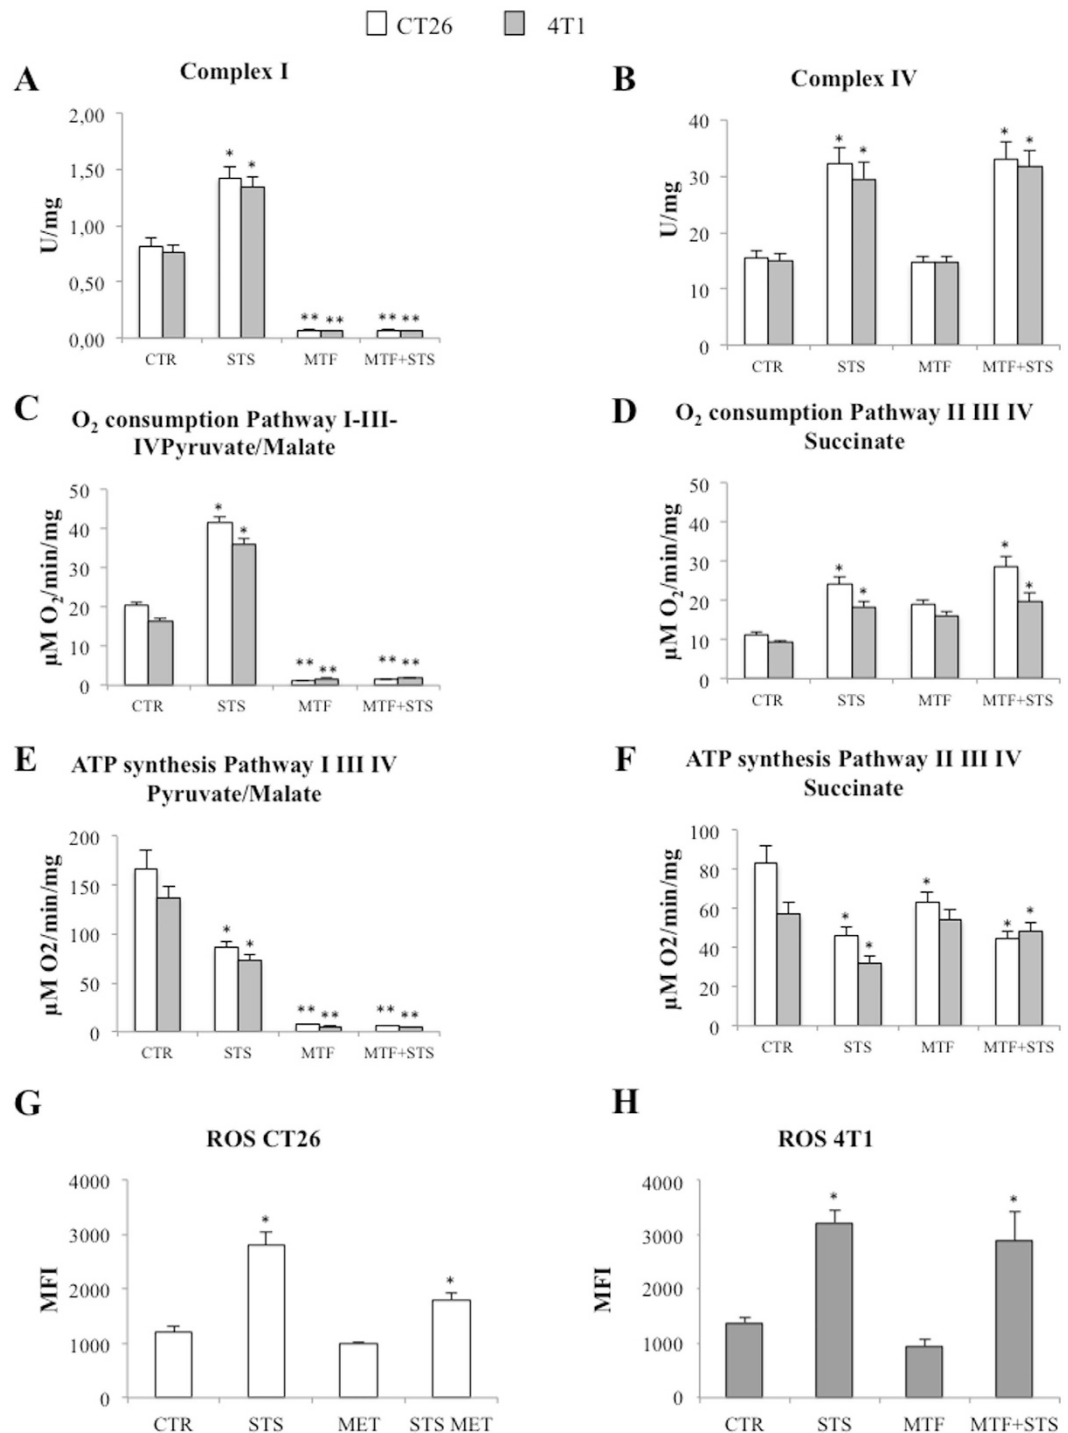 CT26 4T1
A Complex I
2,00
1,50
1,00
0,50
0,00
U/mg
* *
** **
** **
CTR STS MTF MTF+STS
B Complex IV
40
30
20
10
0
U/mg
* *
* *
CTR STS MTF MTF+STS
C O2 consumption Pathway I-III-
IVPyruvate/Malate
50
40
30
20
10
0
µM O2/min/mg
* *
** **
** **
CTR STS MTF MTF+STS
D O2 consumption Pathway II III IV
Succinate
50
40
30
20
10
0
µM O2/min/mg
* *
* *
CTR STS MTF MTF+STS
E ATP synthesis Pathway I III IV
Pyruvate/Malate
200
150
100
50
0
µM O2/min/mg
* *
** **
** **
CTR STS MTF MTF+STS
F ATP synthesis Pathway II III IV
Succinate
100
80
60
40
20
0
µM O2/min/mg
* *
*
* *
CTR STS MTF MTF+STS
G
ROS CT26
4000
3000
2000
1000
0
MFI
*
*
CTR STS MET STS MET
H
ROS 4T1
4000
3000
2000
1000
0
MFI
*
*
CTR STS MTF MTF+STS